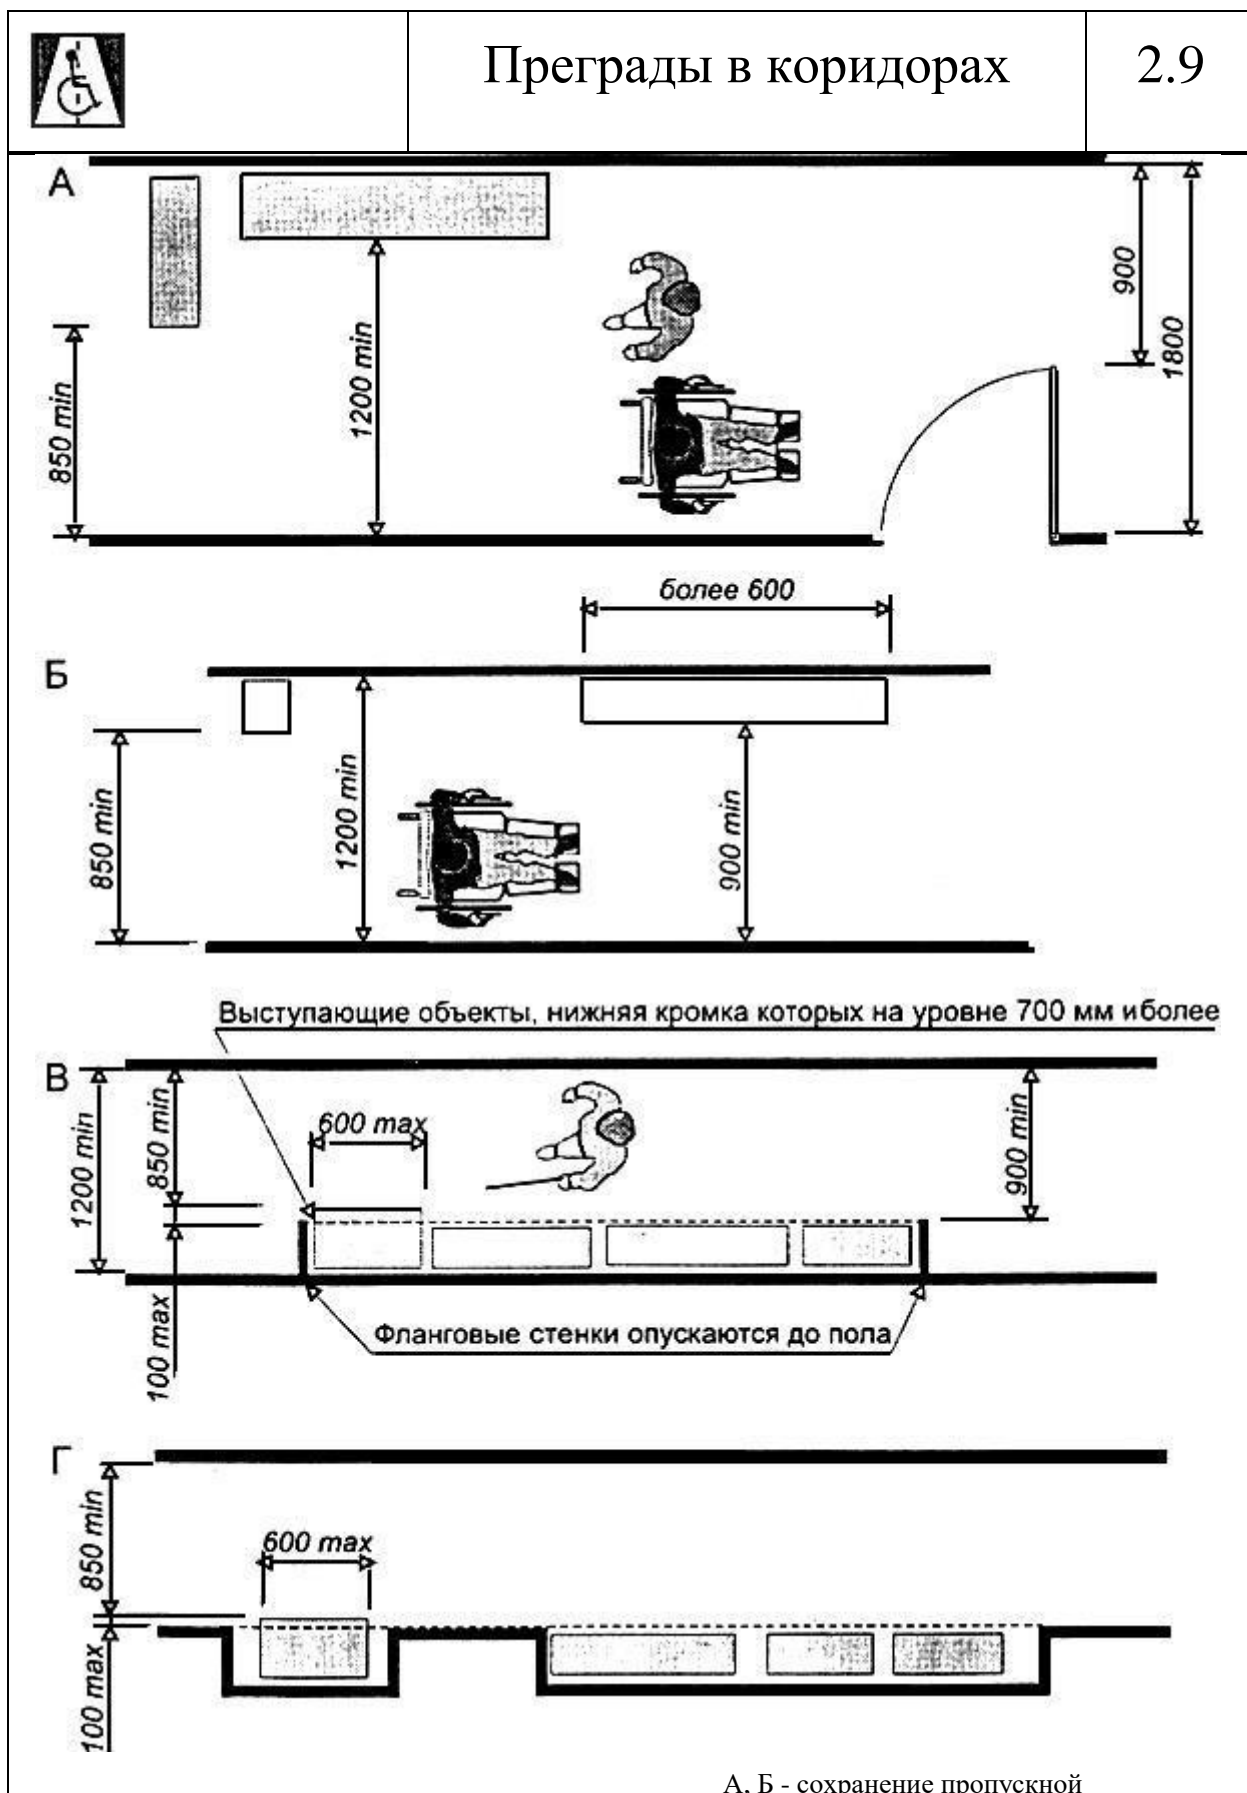 Преграды в коридорах
2.9
А
850 min
1200 min
900
1800
более 600
Б
850 min
1200 min
900 min
Выступающие объекты, нижняя кромка которых на уровне 700 мм иболее
В
1200 min
850 min
600 max
900 min
100 max
Фланговые стенки опускаются до пола
Г
850 min
600 max
100 max
А, Б - сохранение пропускной